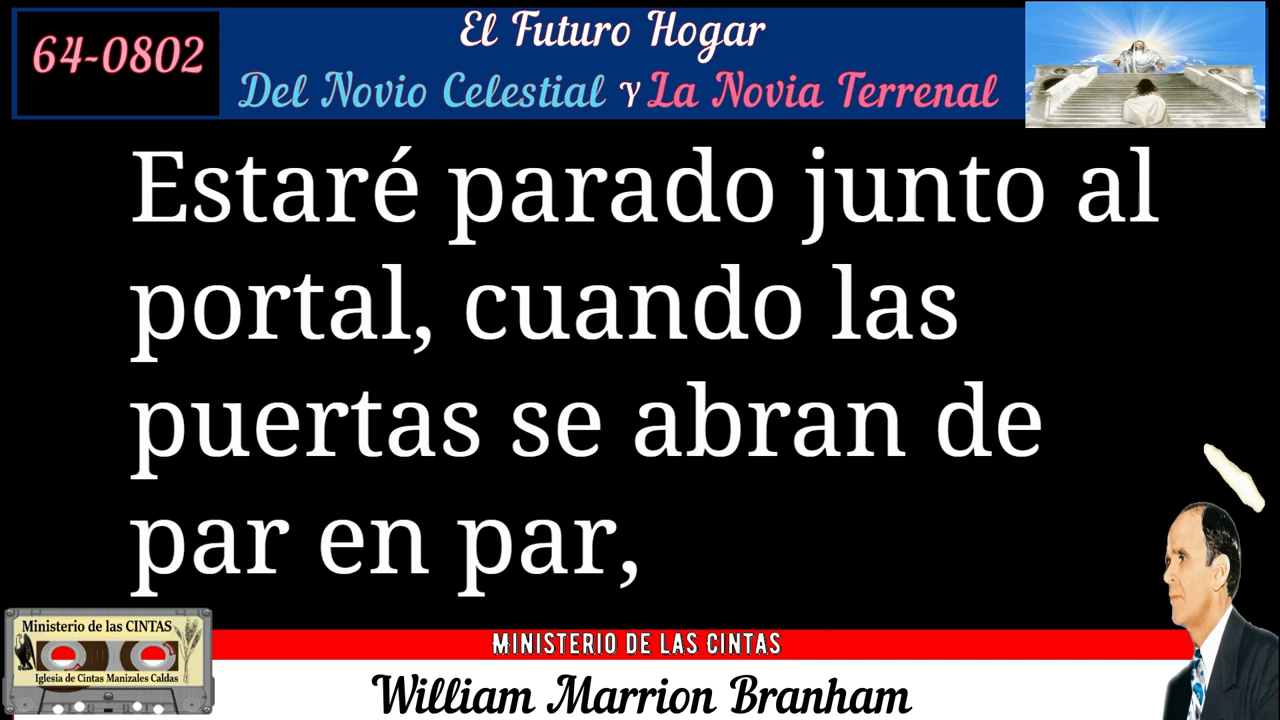 64-0802
El Futuro Hogar
Del Novio Celestial Y La Novia Terrenal
Estaré parado junto al
portal, cuando las
puertas se abran de
par en par,
Ministerio de las CINTAS
Iglesia de Cintas Manizales Caldas
MINISTERIO DE LAS CINTAS
William Marrion Branham